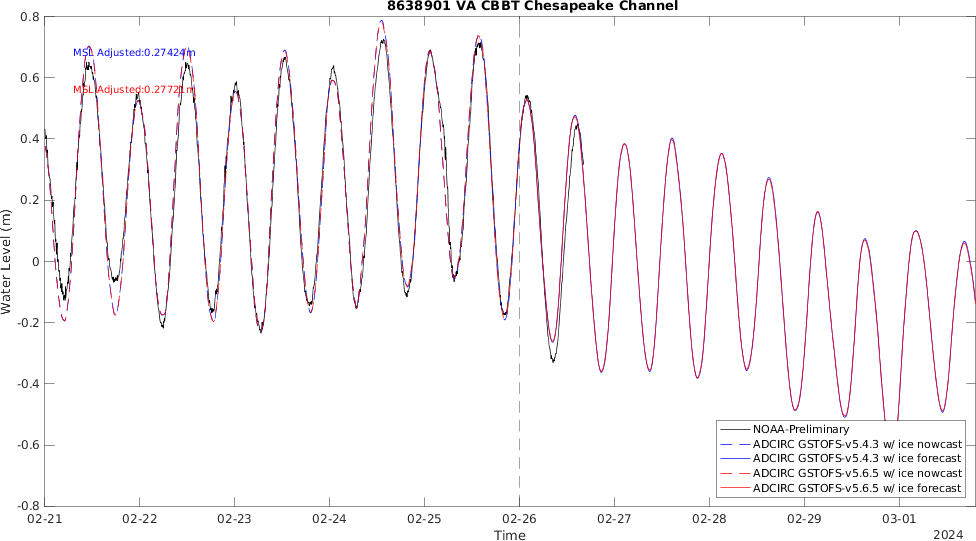 8638901 VA CBBT Chesapeake Channel
0.8
MSL Adjusted:0.27424m
0.6
MSL Adjusted:0.27721m
0.4
0.2
0
-0.2
-0.4
-0.6
-0.8
Water Level (m)
NOAA-Preliminary
ADCIRC GSTOFS-v5.4.3 w/ ice nowcast
ADCIRC GSTOFS-v5.4.3 w/ ice forecast
ADCIRC GSTOFS-v5.6.5 w/ ice nowcast
ADCIRC GSTOFS-v5.6.5 w/ ice forecast
02-21 02-22 02-23 02-24 02-25 02-26 02-27 02-28 02-29 03-01
Time
2024